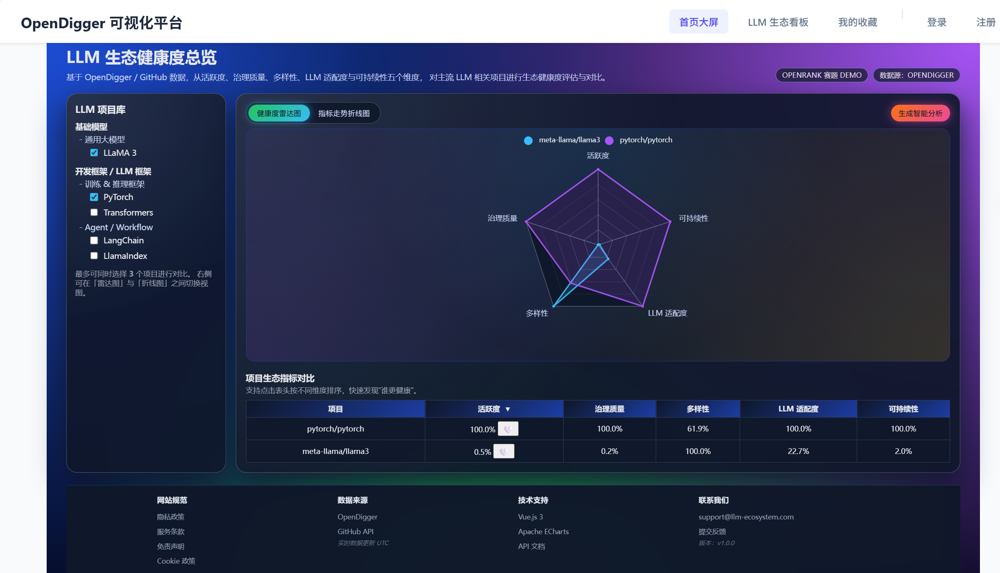 OpenDigger 可视化平台
首页大屏
LLM 生态看板
我的收藏
登录
注册
LLM 生态健康度总览
基于 OpenDigger / GitHub 数据，从活跃度、治理质量、多样性、LLM 适配度与可持续性五个维度， 对主流 LLM 相关项目进行生态健康度评估与对比。
OPENRANK 赛题 DEMO
数据源：OPENDIGGER
LLM 项目库
基础模型
- 通用大模型
LLaMA 3
开发框架 / LLM 框架
- 训练 & 推理框架
PyTorch
Transformers
- Agent / Workflow
LangChain
LlamaIndex
最多可同时选择 3 个项目进行对比。 右侧
可在「雷达图」与「折线图」之间切换视
图。
健康度雷达图
指标走势折线图
生成智能分析
meta-llama/llama3
pytorch/pytorch
活跃度
治理质量
可持续性
多样性
LLM 适配度
项目生态指标对比
支持点击表头按不同维度排序，快速发现“谁更健康”。
项目 活跃度 ▼ 治理质量 多样性 LLM 适配度 可持续性
pytorch/pytorch 100.0% 100.0% 61.9% 100.0% 100.0%
meta-llama/llama3 0.5% 0.2% 100.0% 22.7% 2.0%
网站规范
隐私政策
服务条款
免责声明
Cookie 政策
数据来源
OpenDigger
GitHub API
实时数据更新 UTC
技术支持
Vue.js 3
Apache ECharts
API 文档
联系我们
support@llm-ecosystem.com
提交反馈
版本：v1.0.0